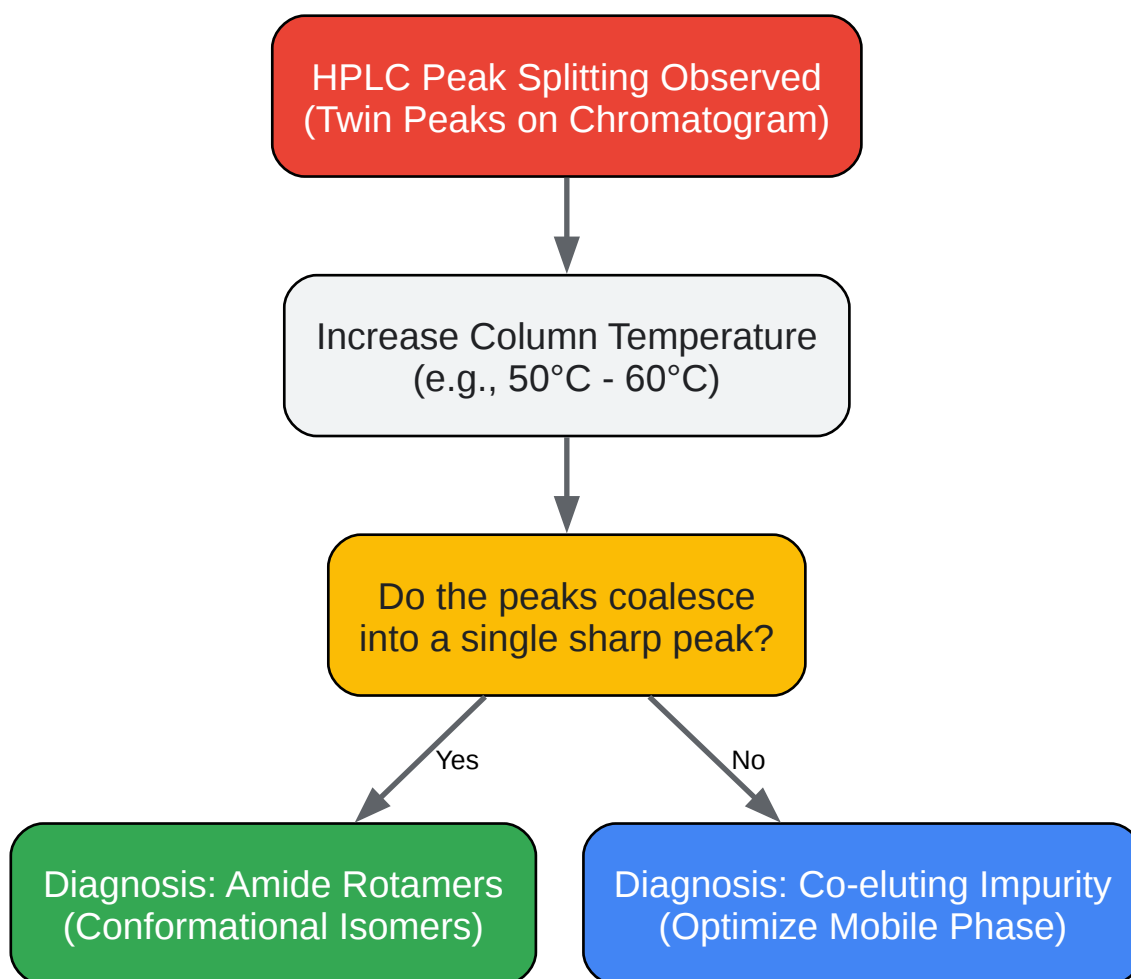 HPLC Peak Splitting Observed
(Twin Peaks on Chromatogram)
Increase Column Temperature
(e.g., 50°C - 60°C)
Do the peaks coalesce
into a single sharp peak?
Yes
No
Diagnosis: Amide Rotamers
(Conformational Isomers)
Diagnosis: Co-eluting Impurity
(Optimize Mobile Phase)